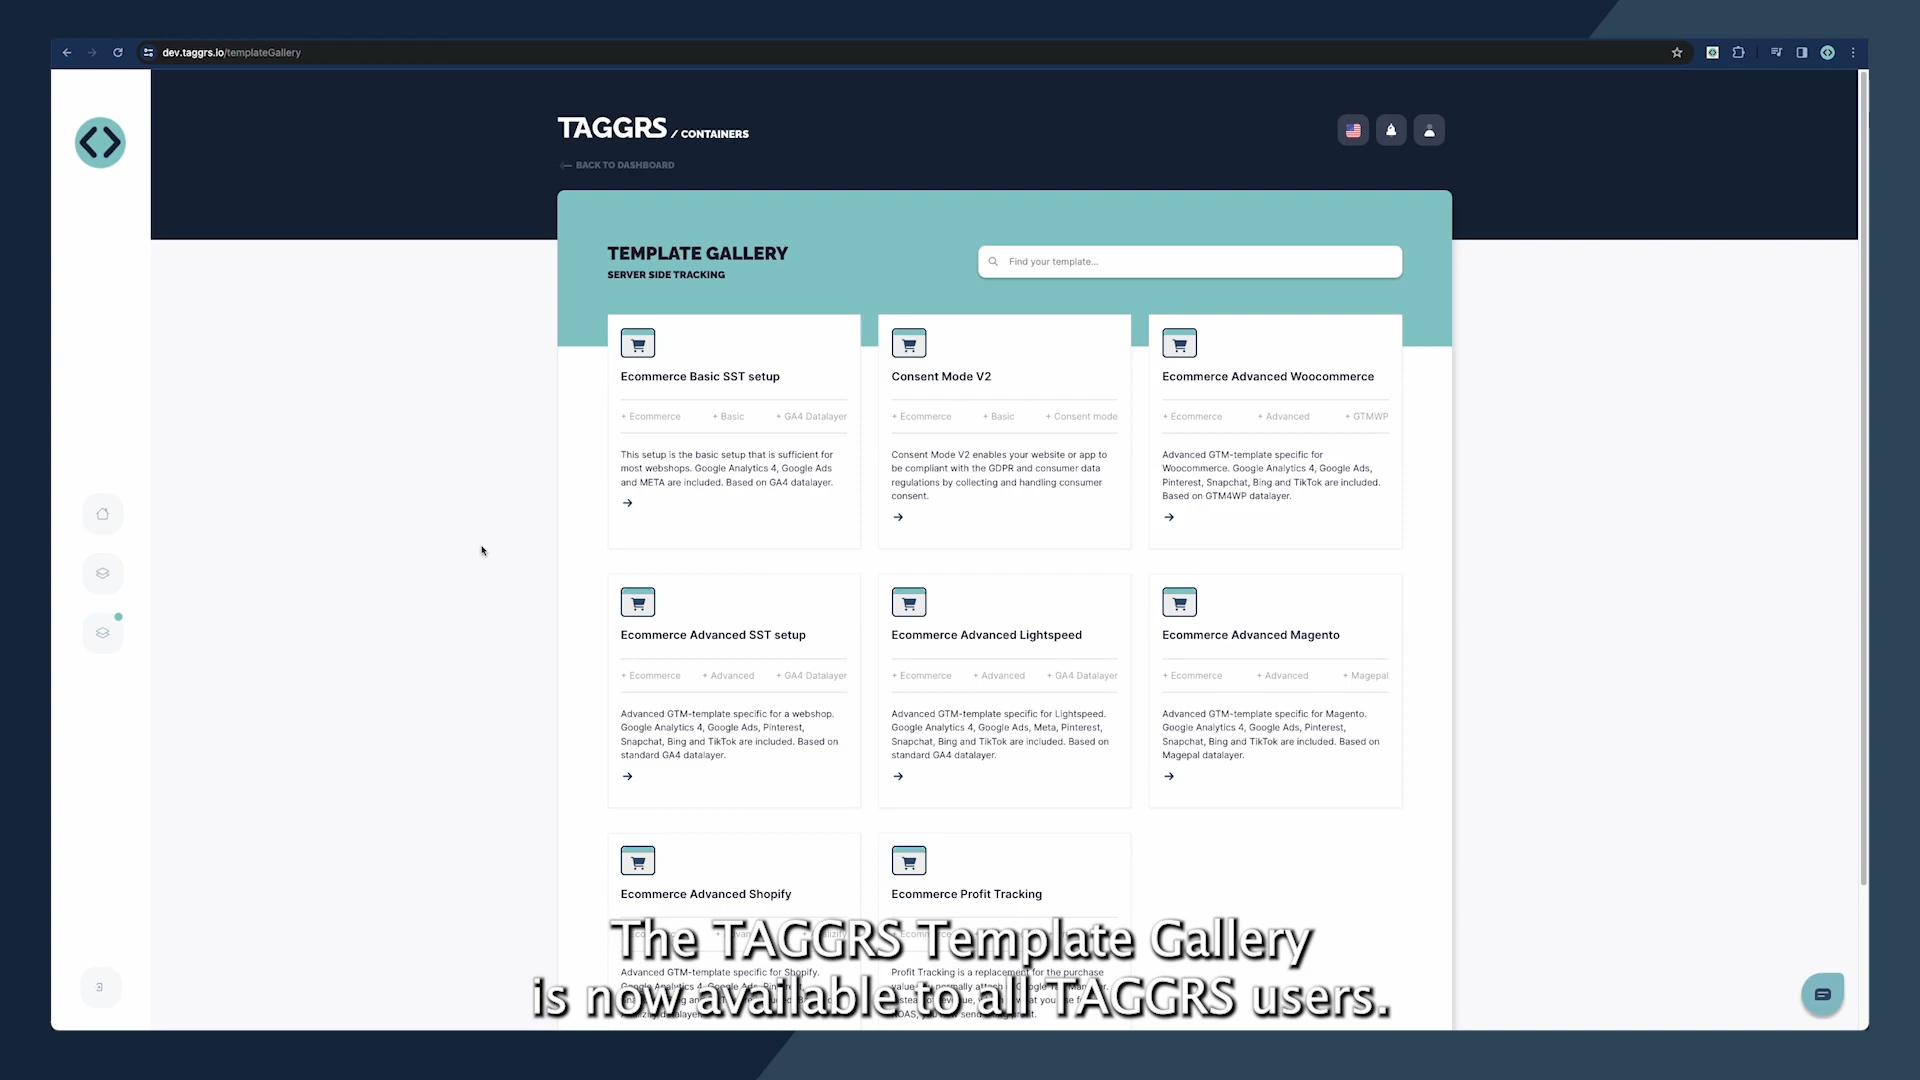 dev.taggrs.io/templateGallery
TAGGRS / CONTAINERS
BACK TO DASHBOARD
TEMPLATE GALLERY
SERVER SIDE TRACKING
Find your template...
Ecommerce Basic SST setup
+ Ecommerce + Basic + GA4 Datalayer
This setup is the basic setup that is sufficient for
most webshops. Google Analytics 4, Google Ads
and META are included. Based on GA4 datalayer.
Consent Mode V2
+ Ecommerce + Basic + Consent mode
Consent Mode V2 enables your website or app to
be compliant with the GDPR and consumer data
regulations by collecting and handling consumer
consent.
Ecommerce Advanced Woocommerce
+ Ecommerce + Advanced + GTMWP
Advanced GTM-template specific for
Woocommerce. Google Analytics 4, Google Ads,
Pinterest, Snapchat, Bing and TikTok are included.
Based on GTM4WP datalayer.
Ecommerce Advanced SST setup
+ Ecommerce + Advanced + GA4 Datalayer
Advanced GTM-template specific for a webshop.
Google Analytics 4, Google Ads, Pinterest,
Snapchat, Bing and TikTok are included. Based on
standard GA4 datalayer.
Ecommerce Advanced Lightspeed
+ Ecommerce + Advanced + GA4 Datalayer
Advanced GTM-template specific for Lightspeed.
Google Analytics 4, Google Ads, Meta, Pinterest,
Snapchat, Bing and TikTok are included. Based on
standard GA4 datalayer.
Ecommerce Advanced Magento
+ Ecommerce + Advanced + Magepal
Advanced GTM-template specific for Magento.
Google Analytics 4, Google Ads, Pinterest,
Snapchat, Bing and TikTok are included. Based on
Magepal datalayer.
Ecommerce Advanced Shopify
Advanced GTM-template specific for Shopify.
Ecommerce Profit Tracking
Profit Tracking is a replacement for the purchase
The TAGGRS Template Gallery
is now available to all TAGGRS users.